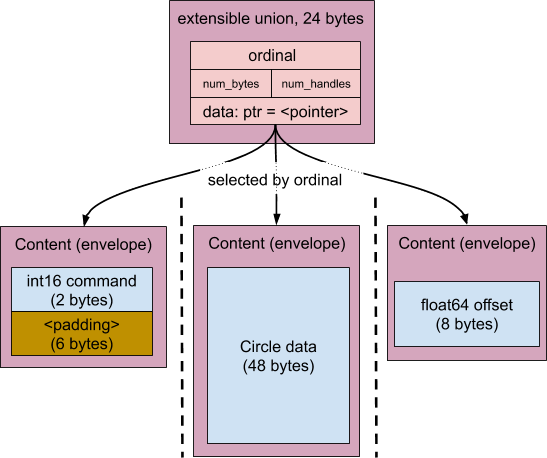 extensible union, 24 bytes
ordinal
num_bytes num_handles
data: ptr = <pointer>
selected by ordinal
Content (envelope)
int16 command
(2 bytes)
<padding>
(6 bytes)
Content (envelope)
Circle data
(48 bytes)
Content (envelope)
float64 offset
(8 bytes)